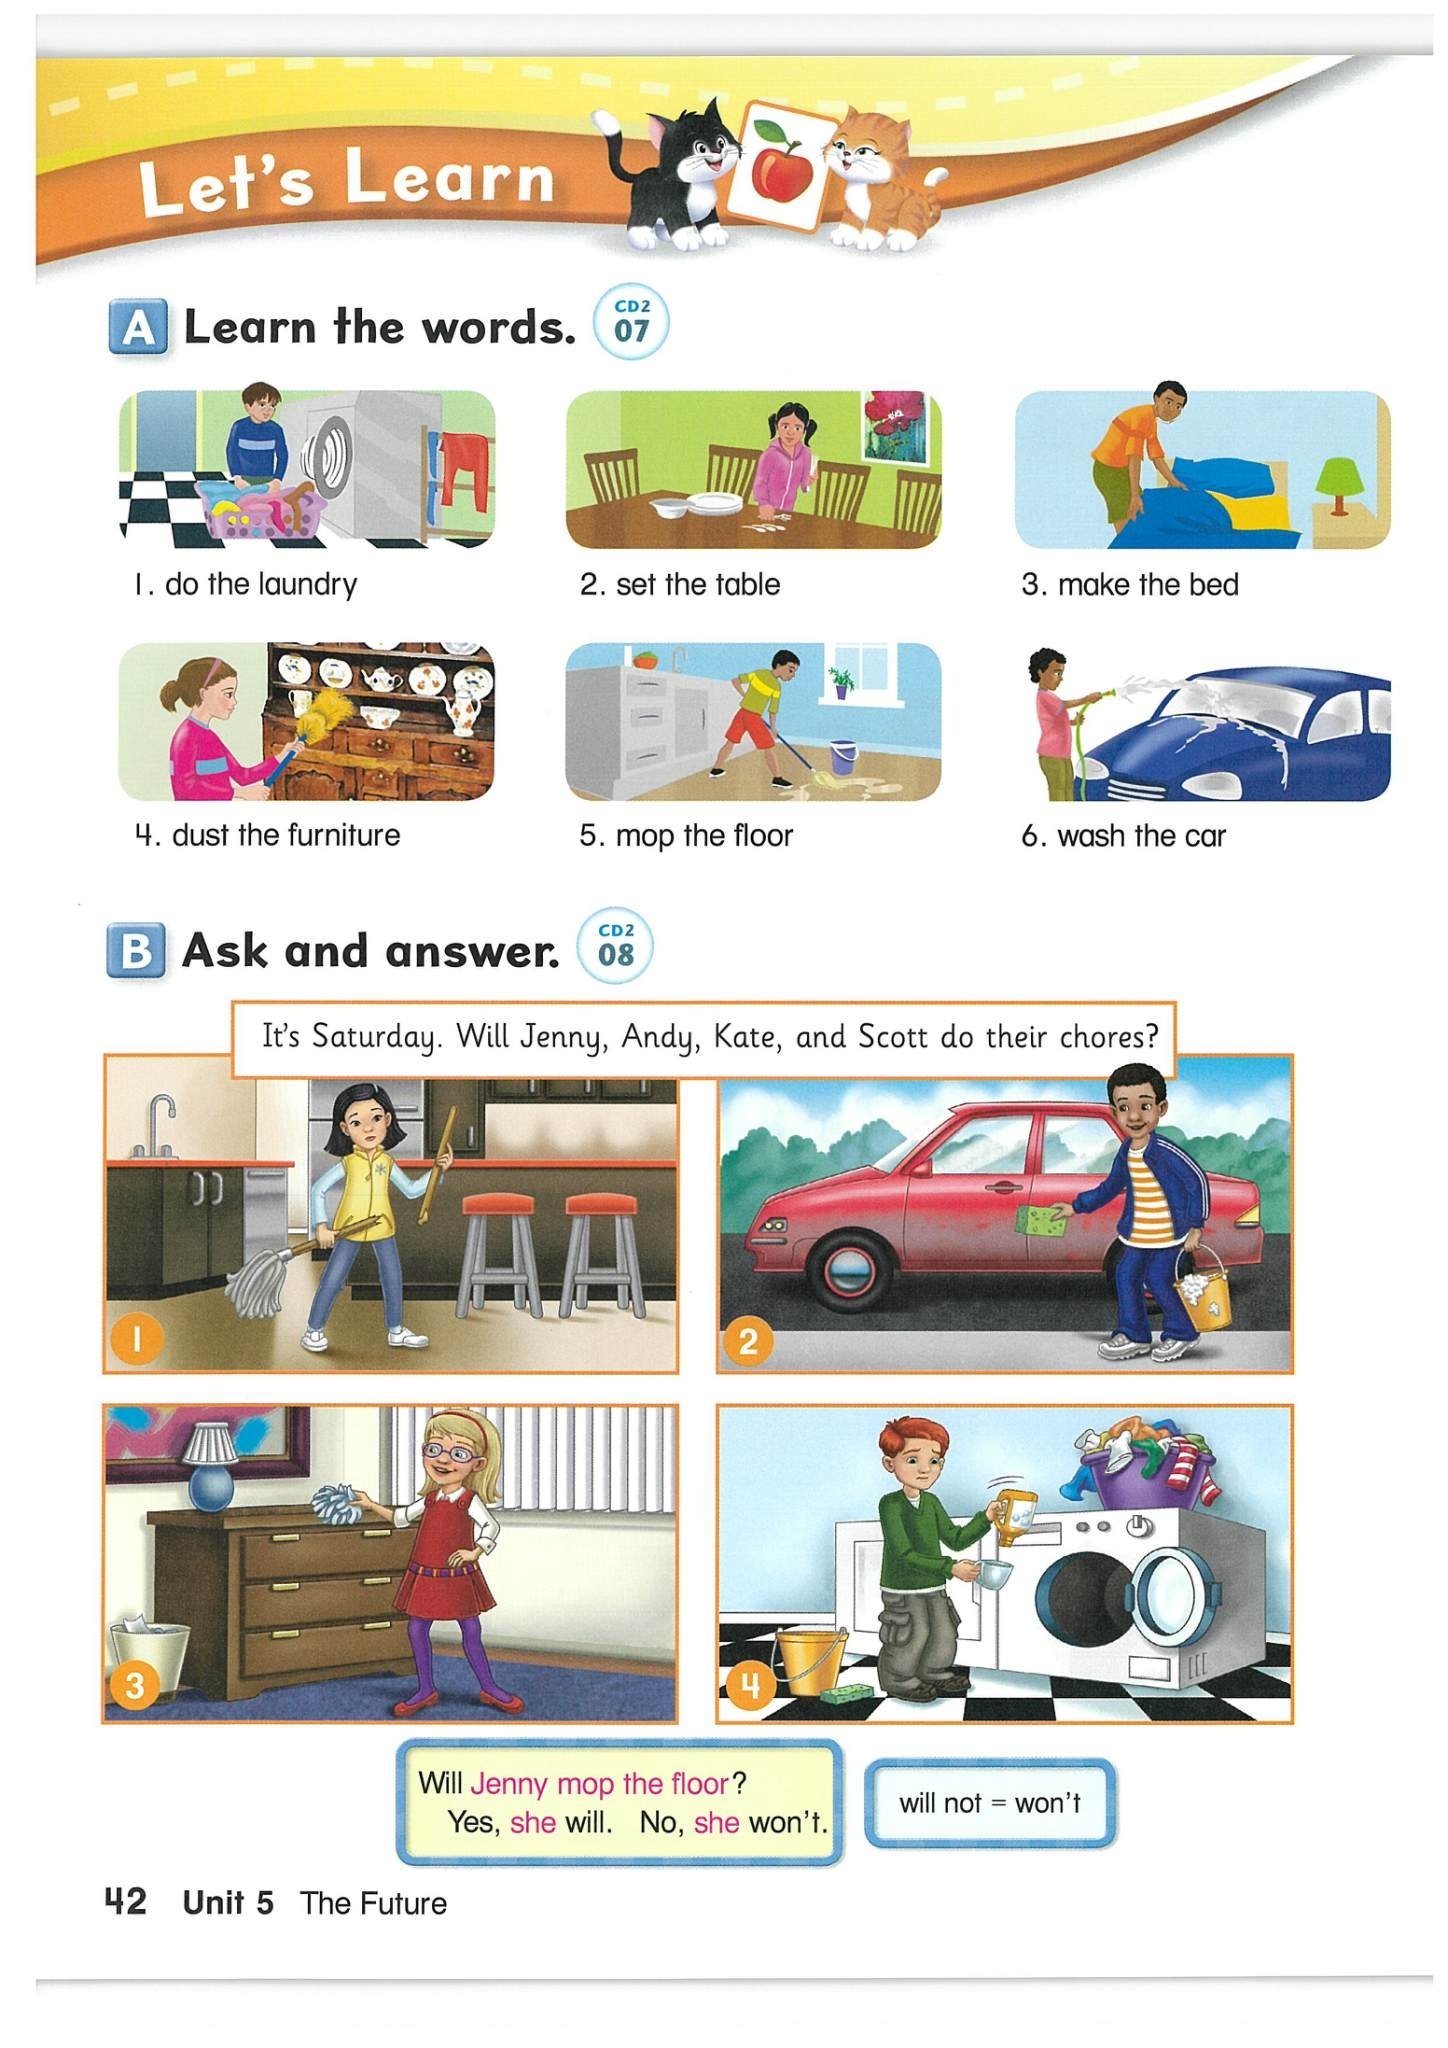 Let's Learn
A Learn the words. CD2 07
1. do the laundry
2. set the table
3. make the bed
4. dust the furniture
5. mop the floor
6. wash the car
B Ask and answer. CD2 08
It's Saturday. Will Jenny, Andy, Kate, and Scott do their chores?
1
2
3
4
Will Jenny mop the floor?
Yes, she will. No, she won't.
will not = won't
42 Unit 5 The Future